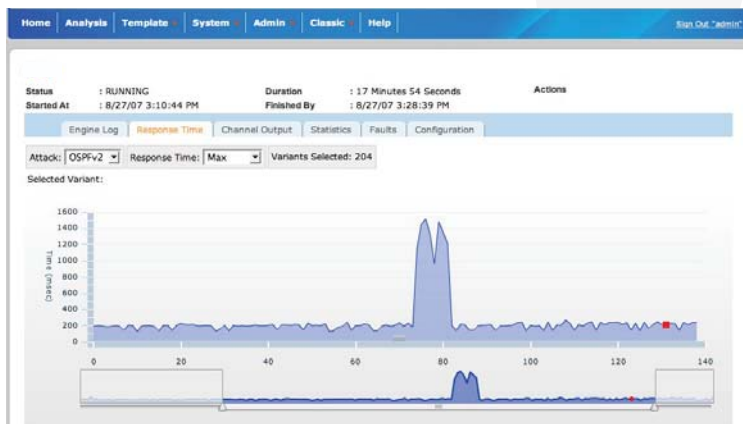 Home Analysis Template System Admin Classic Help Sign Out "admin"
Status : RUNNING Duration : 17 Minutes 54 Seconds Actions
Started At : 8/27/07 3:10:44 PM Finished By : 8/27/07 3:28:39 PM
Engine Log Response Time Channel Output Statistics Faults Configuration
Attack: OSPFv2 Response Time: Max Variants Selected: 204
Selected Variant:
1600
1400
1200
1000
800
600
400
200
0
Time (msec)
0 20 40 60 80 100 120 140